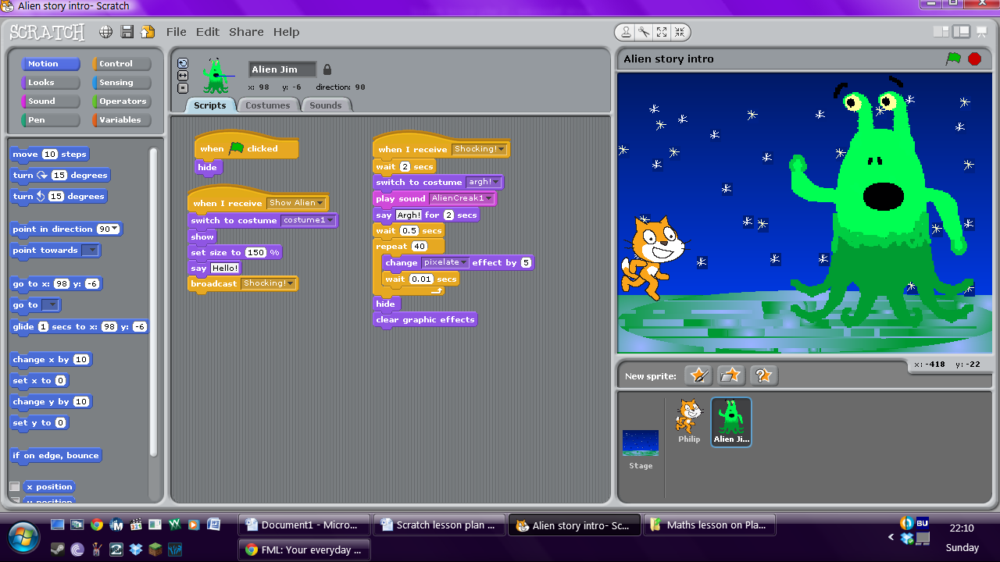 Alien story intro- Scratch
SCRATCH File Edit Share Help
Motion Control
Looks Sensing
Sound Operators
Pen Variables
move 10 steps
turn 15 degrees
turn 15 degrees
point in direction 90
point towards
go to x: 98 y: -6
go to
glide 1 secs to x: 98 y: -6
change x by 10
set x to 0
change y by 10
set y to 0
if on edge, bounce
x position
y position
Alien Jim
x: 98 y: -6 direction: 90
Scripts Costumes Sounds
when clicked
hide
when I receive Show Alien
switch to costume costume1
show
set size to 150 %
say Hello!
broadcast Shocking!
when I receive Shocking!
wait 2 secs
switch to costume argh!
play sound AlienCreak1
say Argh! for 2 secs
wait 0.5 secs
repeat 40
change pixelate effect by 5
wait 0.01 secs
hide
clear graphic effects
Alien story intro
x: -418 y: -22
New sprite:
Philip
Alien Ji...
Stage
Document1 - Micro...
Scratch lesson plan ...
Alien story intro- Sc...
Maths lesson on Pla...
FML: Your everyday ...
BU
22:10
Sunday